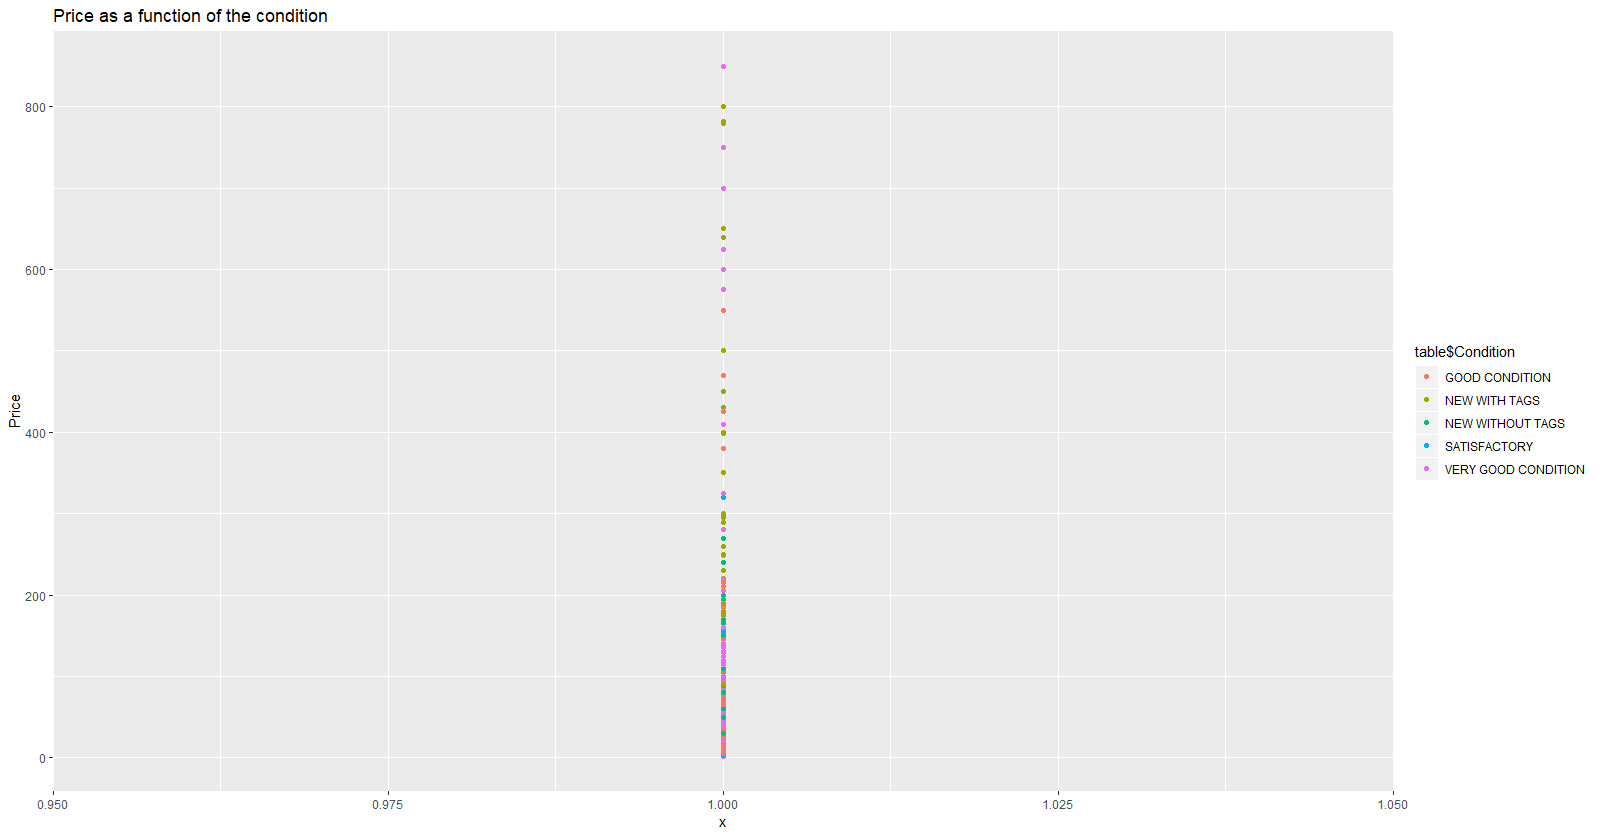 Price as a function of the condition
800
600
400
200
0
Price
0.950
0.975
1.000
1.025
1.050
x
table$Condition
GOOD CONDITION
NEW WITH TAGS
NEW WITHOUT TAGS
SATISFACTORY
VERY GOOD CONDITION